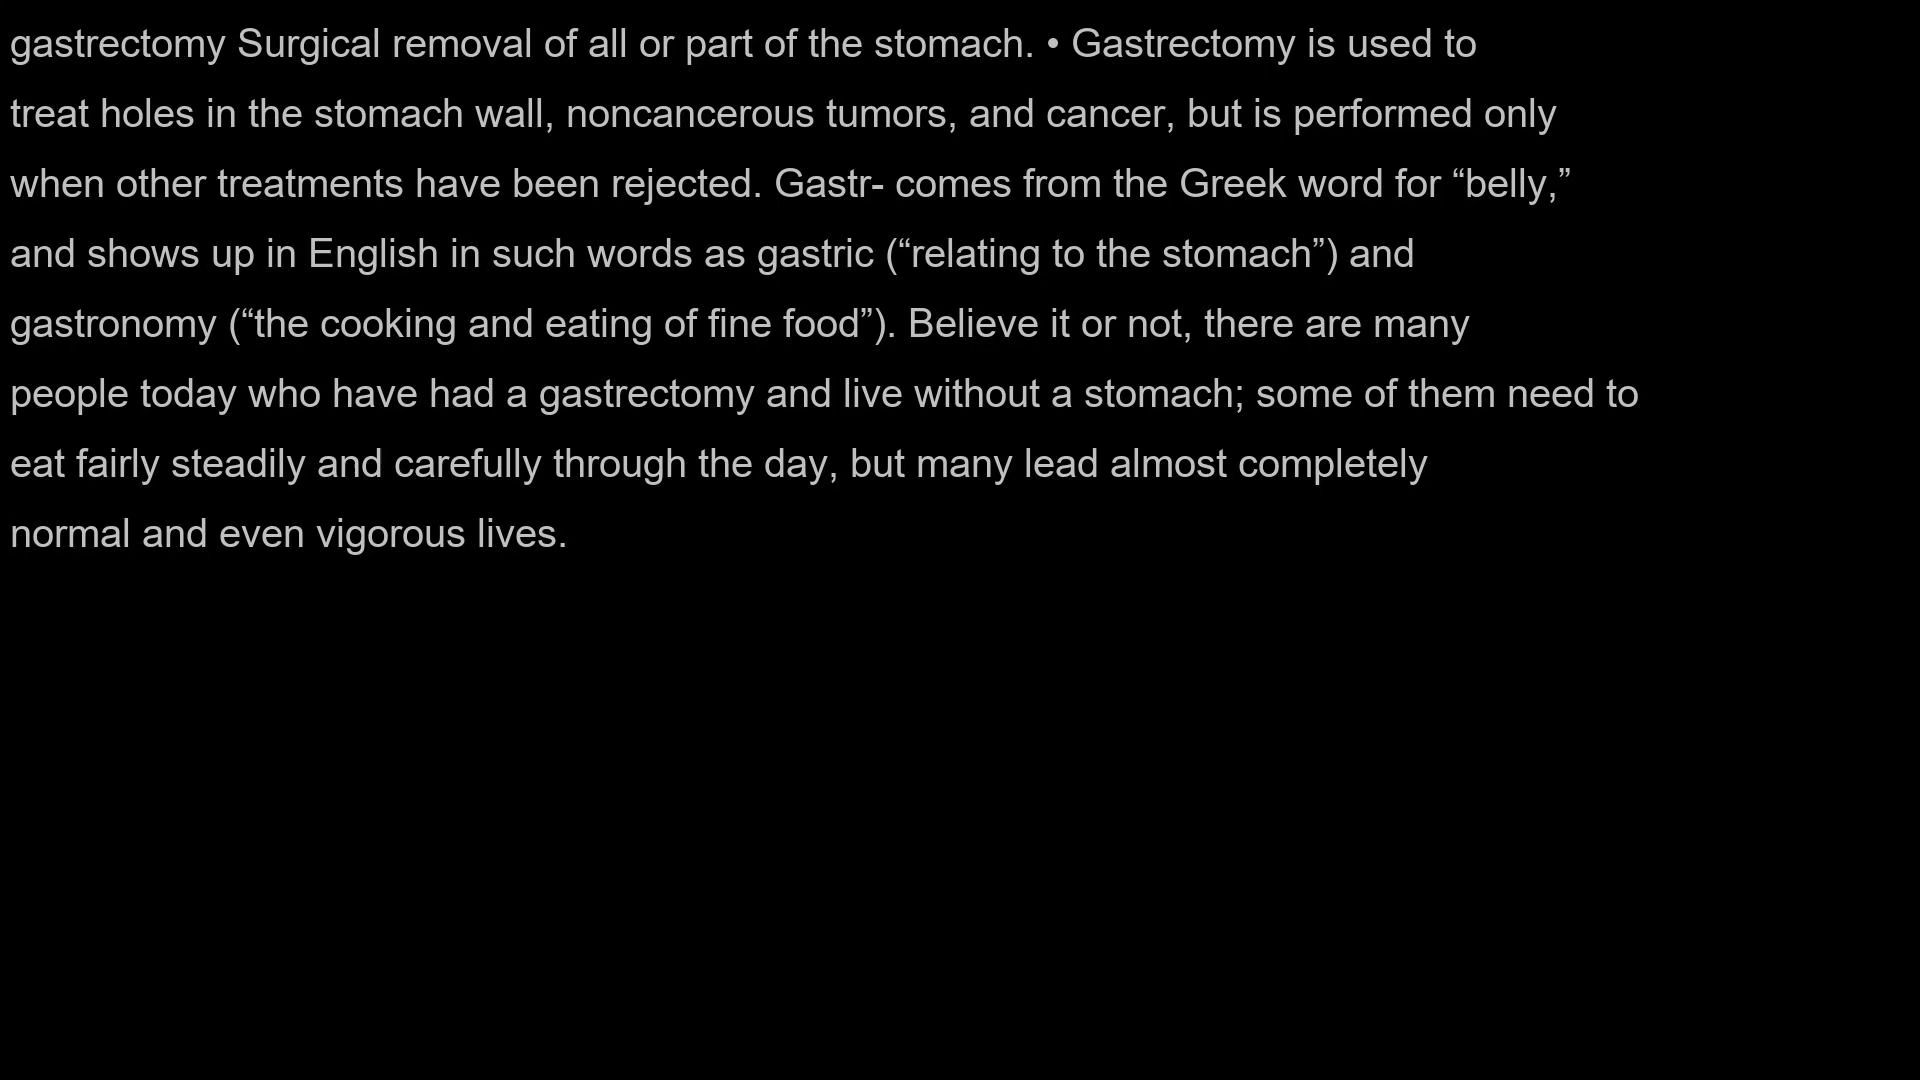 gastrectomy Surgical removal of all or part of the stomach. • Gastrectomy is used to
treat holes in the stomach wall, noncancerous tumors, and cancer, but is performed only
when other treatments have been rejected. Gastr- comes from the Greek word for “belly,”
and shows up in English in such words as gastric (“relating to the stomach”) and
gastronomy (“the cooking and eating of fine food”). Believe it or not, there are many
people today who have had a gastrectomy and live without a stomach; some of them need to
eat fairly steadily and carefully through the day, but many lead almost completely
normal and even vigorous lives.